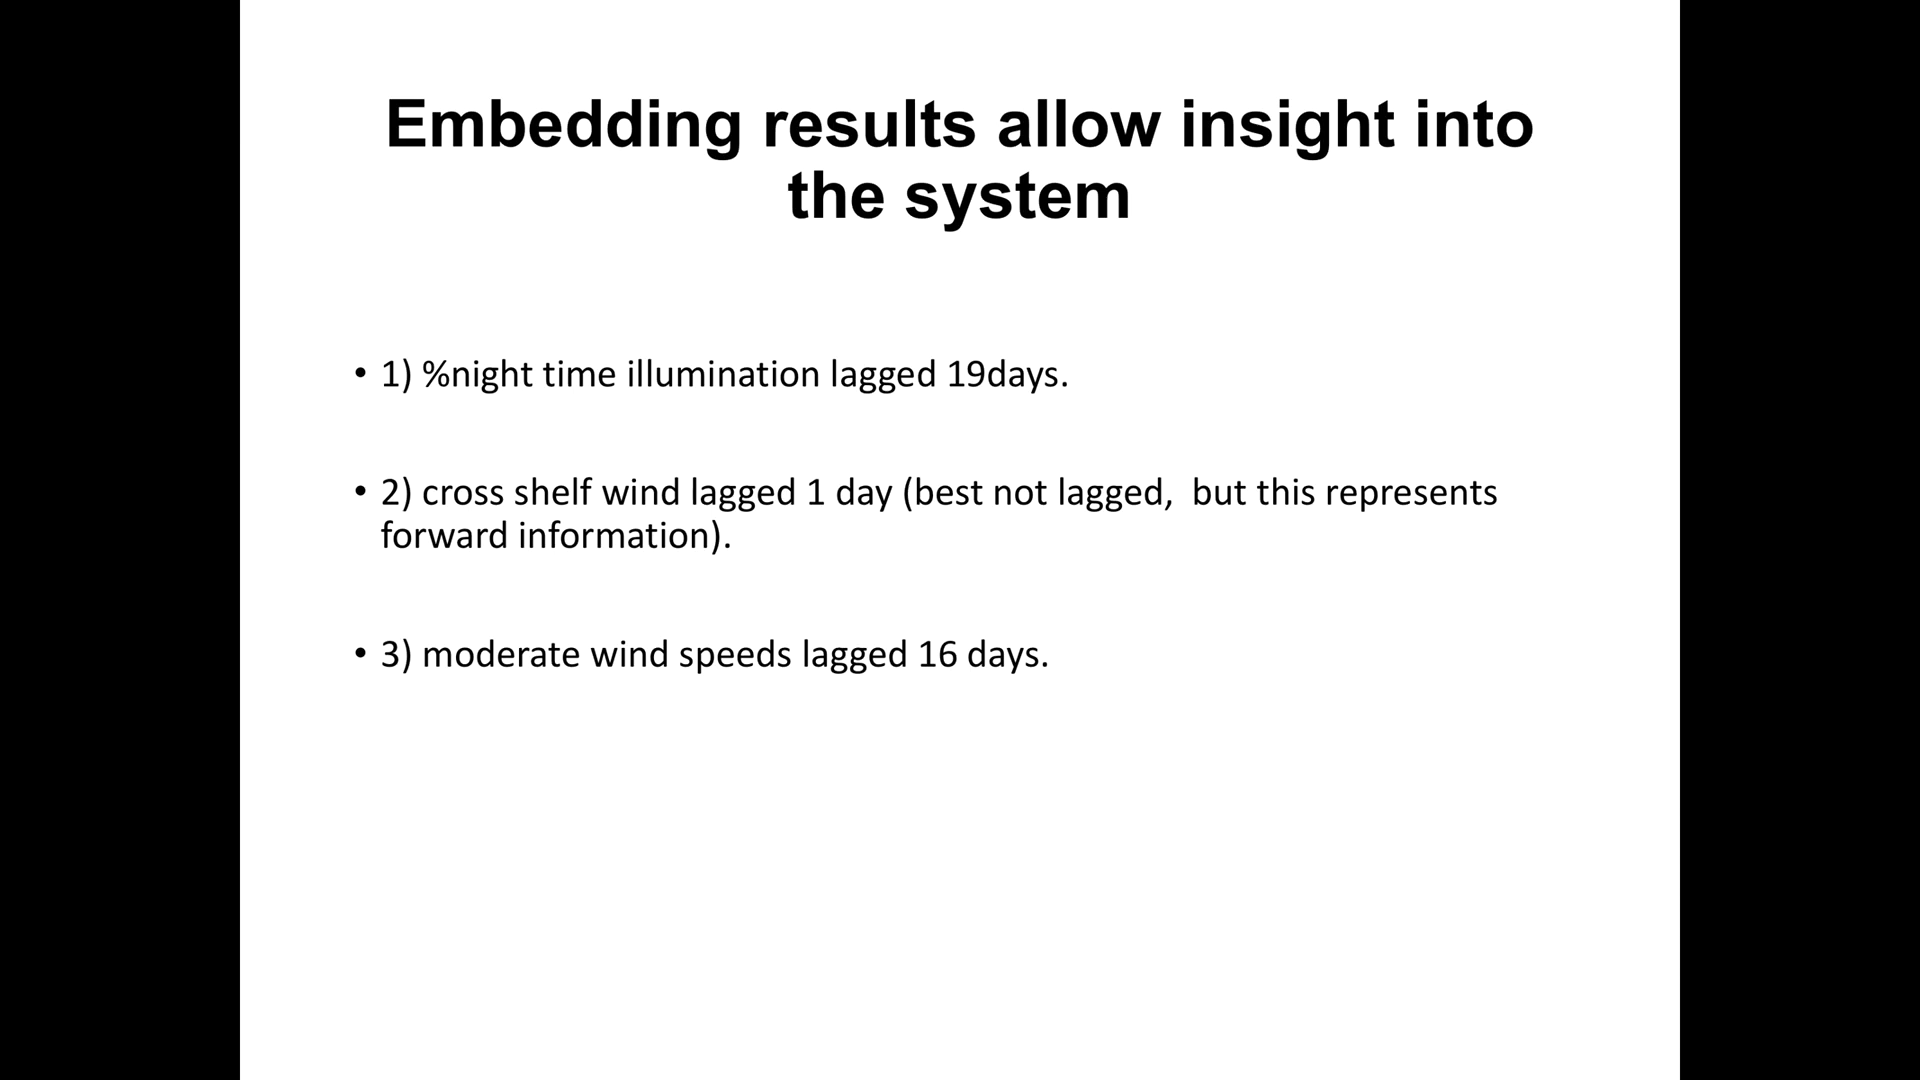 Embedding results allow insight into
the system
• 1) %night time illumination lagged 19days.
• 2) cross shelf wind lagged 1 day (best not lagged,  but this represents
forward information).
• 3) moderate wind speeds lagged 16 days.